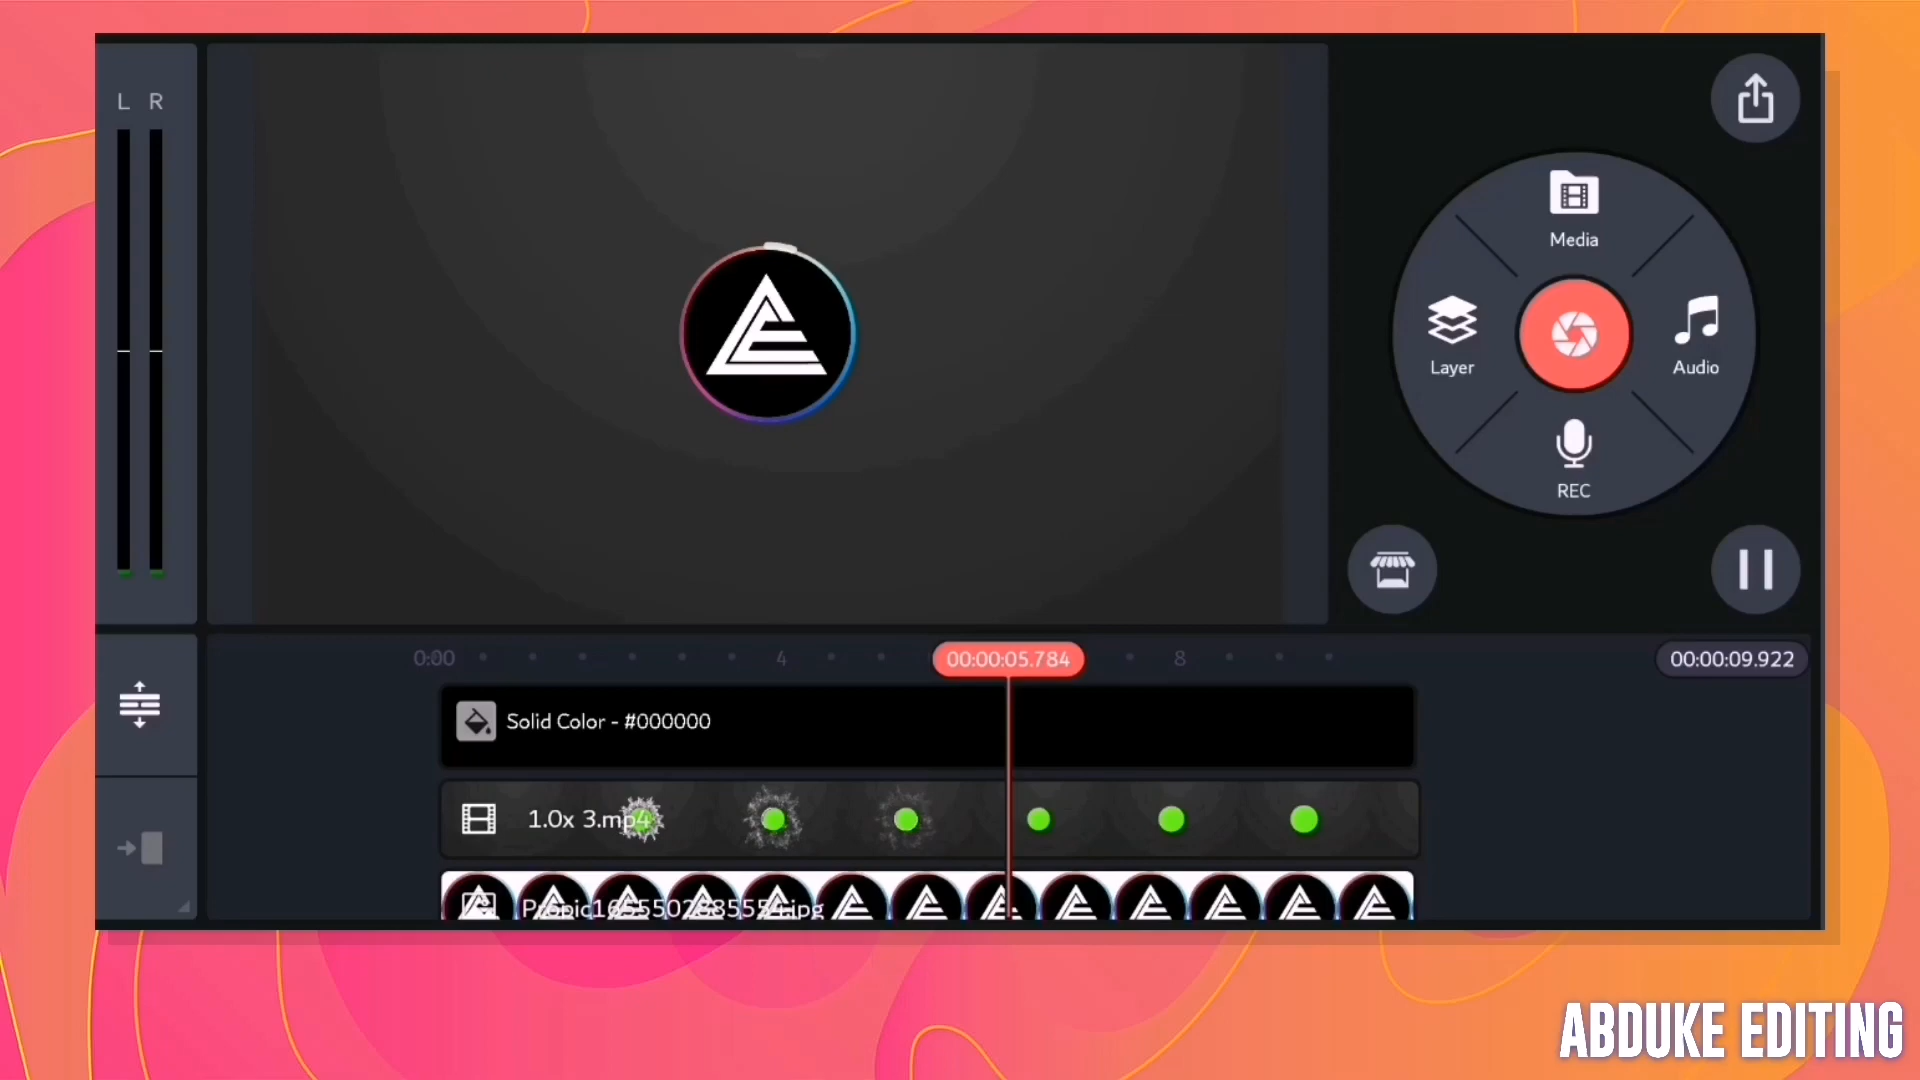 L R
Media
Layer
Audio
REC
0:00
4
00:00:05.784
8
00:00:09.922
Solid Color - #000000
1.0x 3.mp4
ABDUKE EDITING